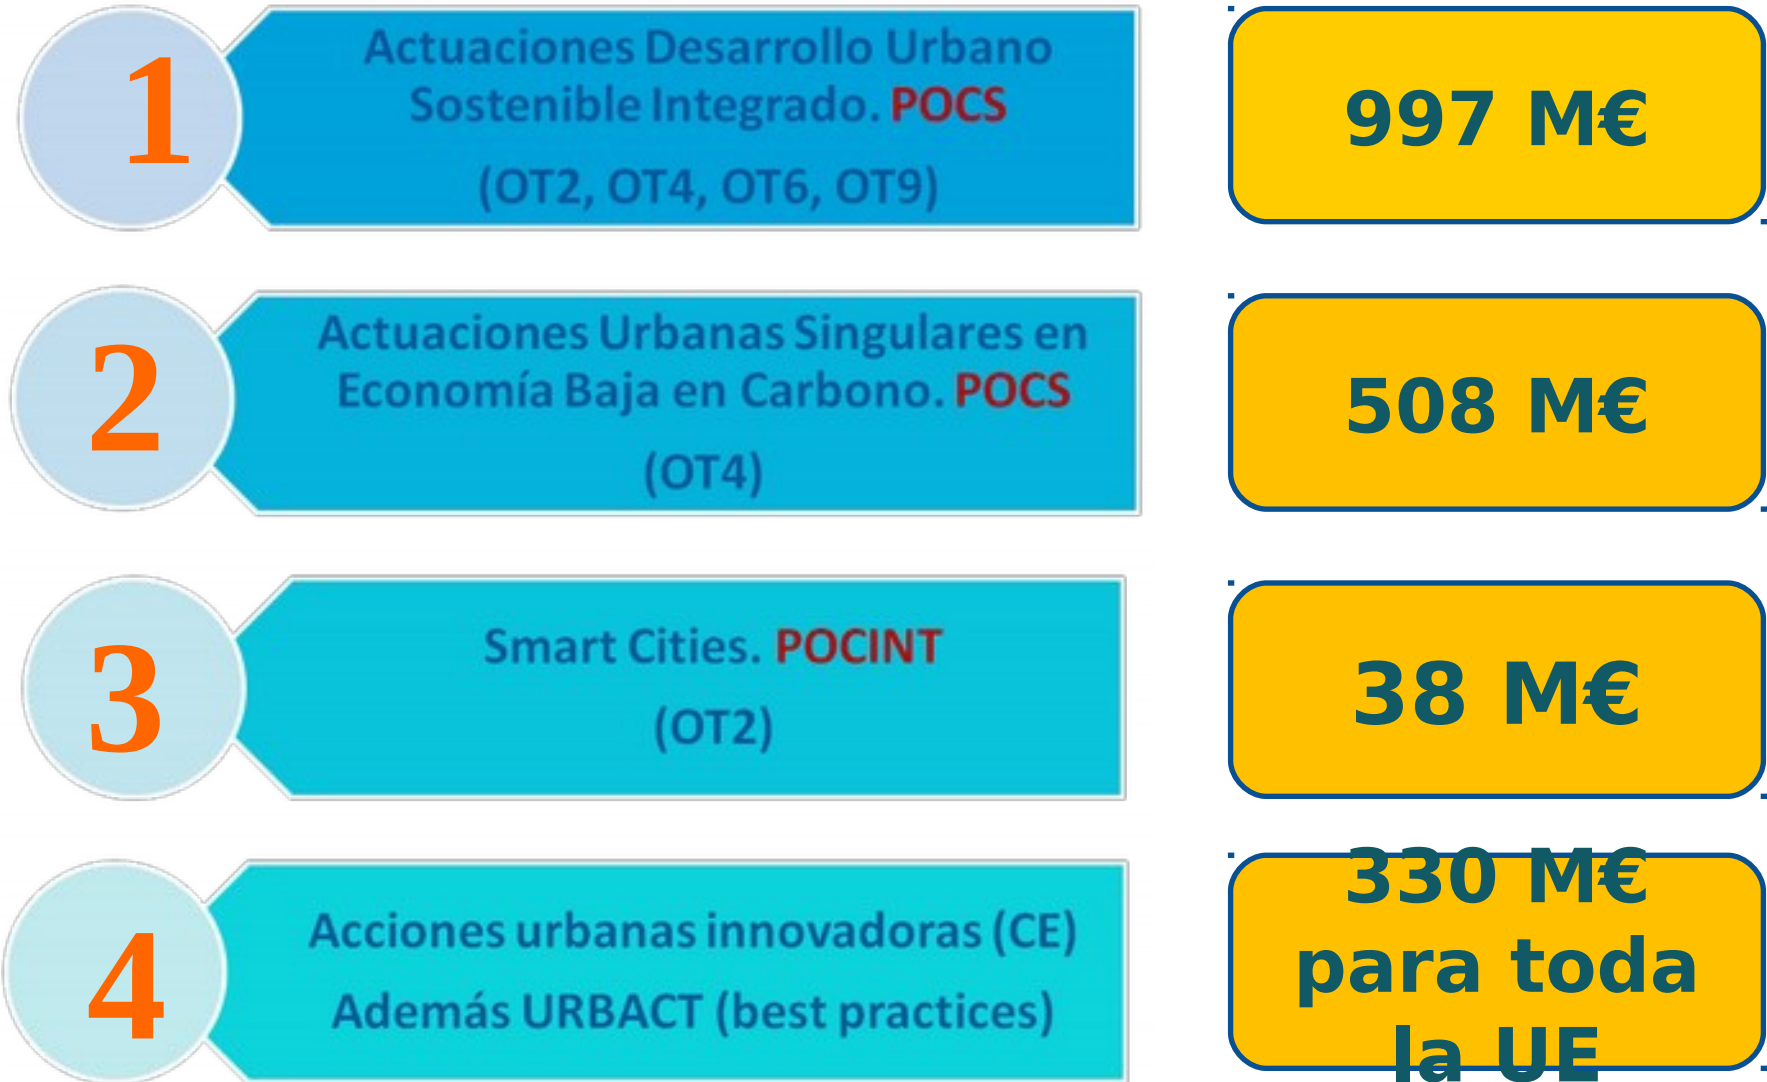 1
Actuaciones Desarrollo Urbano
Sostenible Integrado. POCS
(OT2, OT4, OT6, OT9)
997 M€
2
Actuaciones Urbanas Singulares en
Economía Baja en Carbono. POCS
(OT4)
508 M€
3
Smart Cities. POCINT
(OT2)
38 M€
4
Acciones urbanas innovadoras (CE)
Además URBACT (best practices)
330 M€
para toda
la UE